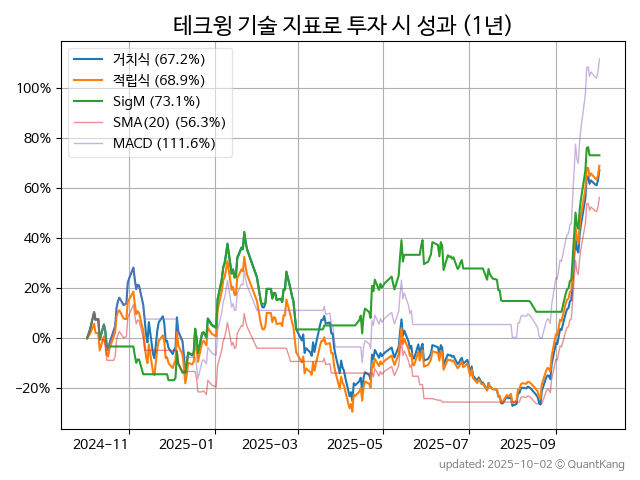 테크윙 기술 지표로 투자 시 성과 (1년)
거치식 (67.2%)
적립식 (68.9%)
SigM (73.1%)
SMA(20) (56.3%)
MACD (111.6%)
100%
80%
60%
40%
20%
0%
−20%
2024-11 2025-01 2025-03 2025-05 2025-07 2025-09
updated: 2025-10-02 © QuantKang